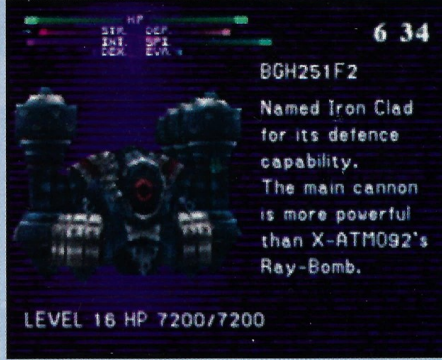 HP
6 34
STR. DEF.
INT. SPI
DEX. EVA.
BGH251F2
Named Iron Clad
for its defence
capability.
The main cannon
is more powerful
than X-ATM092's
Ray-Bomb.
LEVEL 16 HP 7200/7200